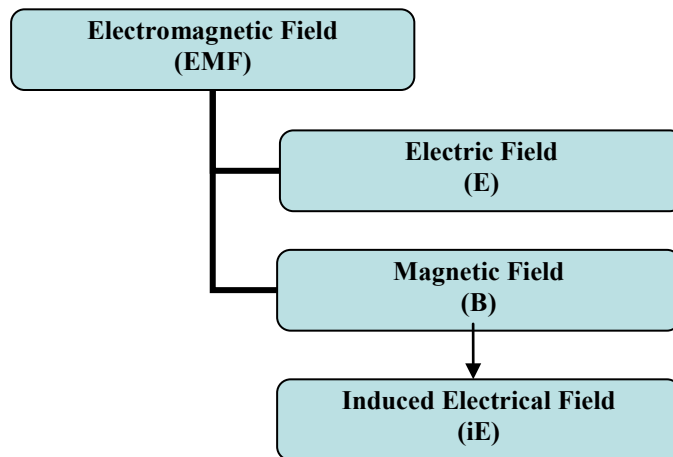 Electromagnetic Field
(EMF)
Electric Field
(E)
Magnetic Field
(B)
Induced Electrical Field
(iE)